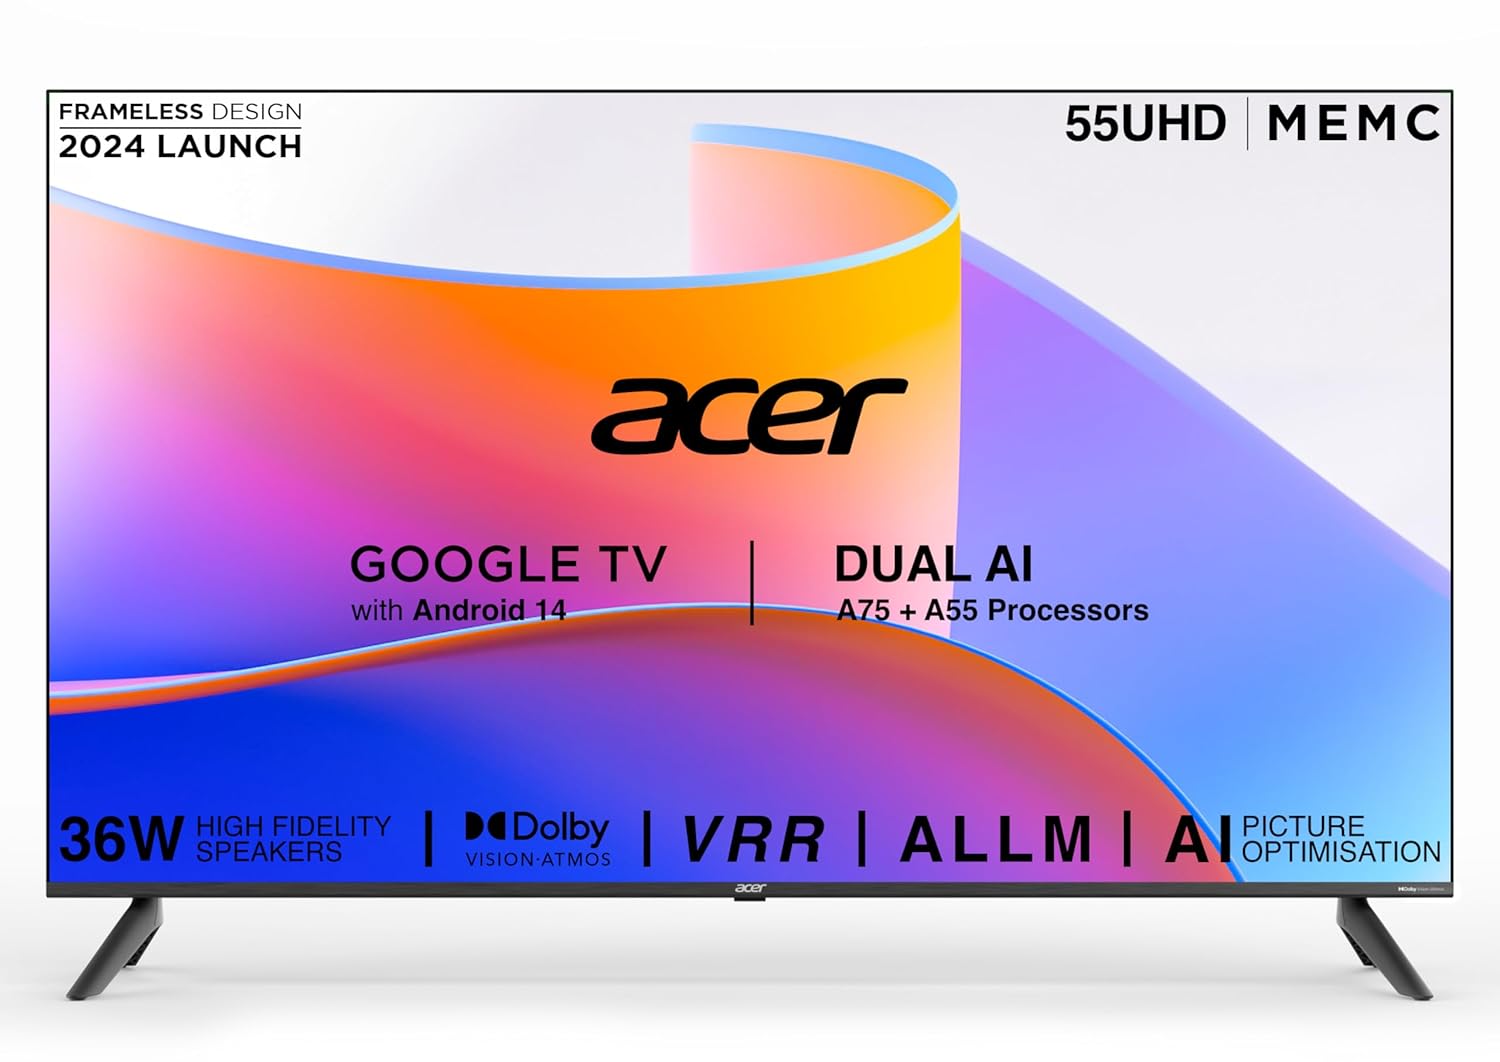 FRAMELESS DESIGN
2024 LAUNCH
55UHD | MEMC
acer
GOOGLE TV
with Android 14
DUAL AI
A75 + A55 Processors
36W HIGH FIDELITY
SPEAKERS
Dolby
VISION·ATMOS
VRR
ALLM
AI PICTURE
OPTIMISATION
acer
Dolby